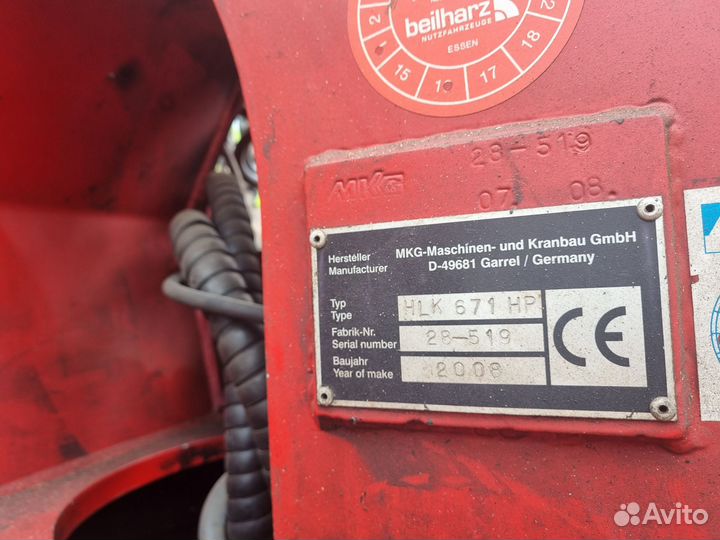 beilharz
NUTZFAHRZEUGE
ESSEN
15 17 18
28-519
MKG
07. 08.
Hersteller
Manufacturer
MKG-Maschinen- und Kranbau GmbH
D-49681 Garrel / Germany
Typ
Type
HLK 671 HP
Fabrik-Nr.
Serial number
28-519
Baujahr
Year of make
2008
CE
Avito